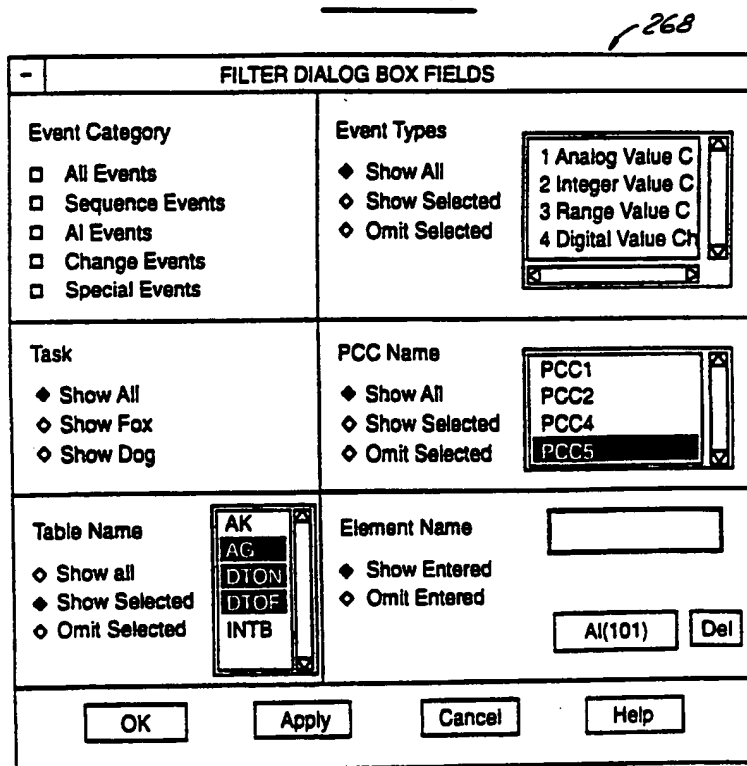 268
FILTER DIALOG BOX FIELDS
Event Category
All Events
Sequence Events
AI Events
Change Events
Special Events
Event Types
Show All
Show Selected
Omit Selected
1 Analog Value C
2 Integer Value C
3 Range Value C
4 Digital Value Ch
Task
Show All
Show Fox
Show Dog
PCC Name
Show All
Show Selected
Omit Selected
PCC1
PCC2
PCC4
PCC5
Table Name
Show all
Show Selected
Omit Selected
AK
AG
DTON
DTOF
INTB
Element Name
Show Entered
Omit Entered
AI(101)
Del
OK
Apply
Cancel
Help